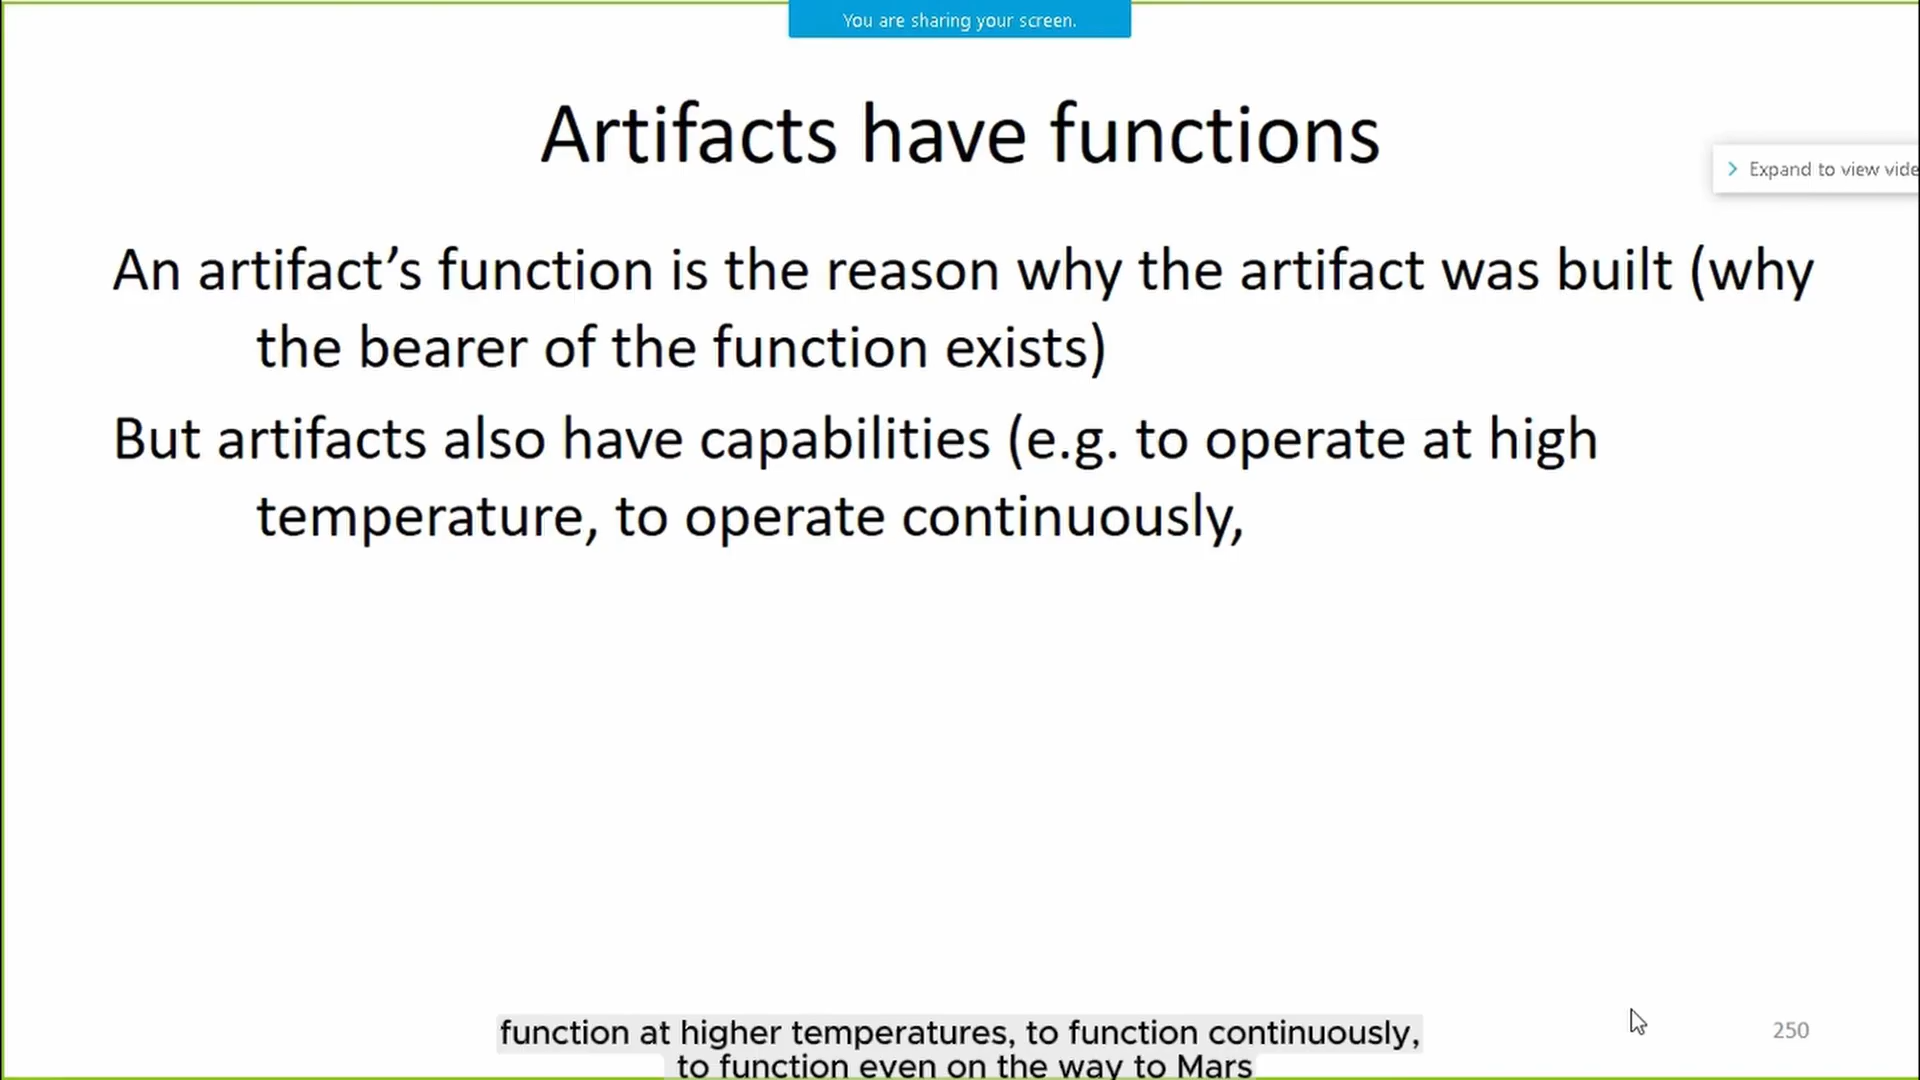 You are sharing your screen.
Artifacts have functions
Expand to view vide
An artifact’s function is the reason why the artifact was built (why
the bearer of the function exists)
But artifacts also have capabilities (e.g. to operate at high
temperature, to operate continuously,
function at higher temperatures, to function continuously,
to function even on the way to Mars
250